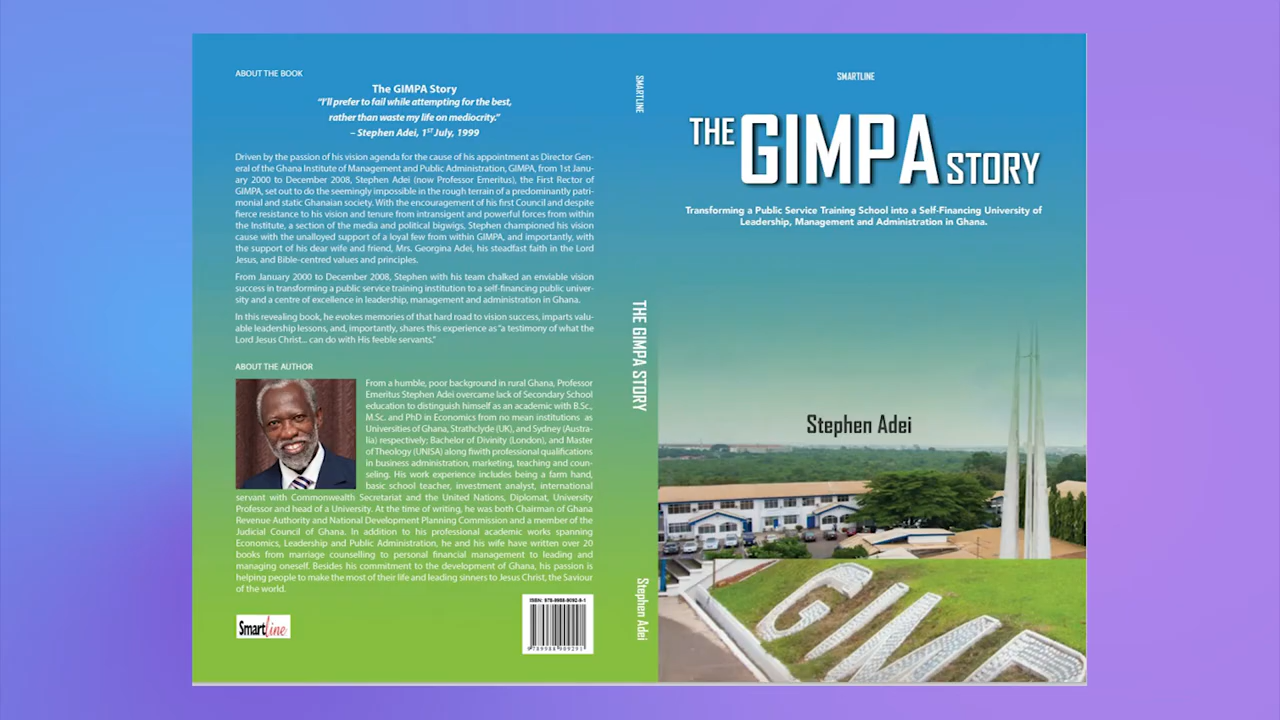 ABOUT THE BOOK
The GIMPA Story
“I’ll prefer to fail while attempting for the best,
rather than waste my life on mediocrity.”
– Stephen Adei, 1ST July, 1999
Driven by the passion of his vision agenda for the cause of his appointment as Director Gen-
eral of the Ghana Institute of Management and Public Administration, GIMPA, from 1st Janu-
ary 2000 to December 2008, Stephen Adei (now Professor Emeritus), the First Rector of
GIMPA, set out to do the seemingly impossible in the rough terrain of a predominantly patri-
monial and static Ghanaian society. With the encouragement of his first Council and despite
fierce resistance to his vision and tenure from intransigent and powerful forces from within
the Institute, a section of the media and political bigwigs, Stephen championed his vision
cause with the unalloyed support of a loyal few from within GIMPA, and importantly, with
the support of his dear wife and friend, Mrs. Georgina Adei, his steadfast faith in the Lord
Jesus, and Bible-centred values and principles.
From January 2000 to December 2008, Stephen with his team chalked an enviable vision
success in transforming a public service training institution to a self-financing public univer-
sity and a centre of excellence in leadership, management and administration in Ghana.
In this revealing book, he evokes memories of that hard road to vision success, imparts valu-
able leadership lessons, and, importantly, shares this experience as “a testimony of what the
Lord Jesus Christ... can do with His feeble servants.”
ABOUT THE AUTHOR
From a humble, poor background in rural Ghana, Professor
Emeritus Stephen Adei overcame lack of Secondary School
education to distinguish himself as an academic with B.Sc.,
M.Sc. and PhD in Economics from no mean institutions as
Universities of Ghana, Strathclyde (UK), and Sydney (Austra-
lia) respectively; Bachelor of Divinity (London), and Master
of Theology (UNISA) along fiwith professional qualifications
in business administration, marketing, teaching and coun-
seling. His work experience includes being a farm hand,
basic school teacher, investment analyst, international
servant with Commonwealth Secretariat and the United Nations, Diplomat, University
Professor and head of a University. At the time of writing, he was both Chairman of Ghana
Revenue Authority and National Development Planning Commission and a member of the
Judicial Council of Ghana. In addition to his professional academic works spanning
Economics, Leadership and Public Administration, he and his wife have written over 20
books from marriage counselling to personal financial management to leading and
managing oneself. Besides his commitment to the development of Ghana, his passion is
helping people to make the most of their life and leading sinners to Jesus Christ, the Saviour
of the world.
Smartline
ISBN: 978-9988-9092-9-1
9789988909291
SMARTLINE
THE GIMPA STORY
Stephen Adei
SMARTLINE
THE GIMPA STORY
Transforming a Public Service Training School into a Self-Financing University of
Leadership, Management and Administration in Ghana.
Stephen Adei
GIMPA